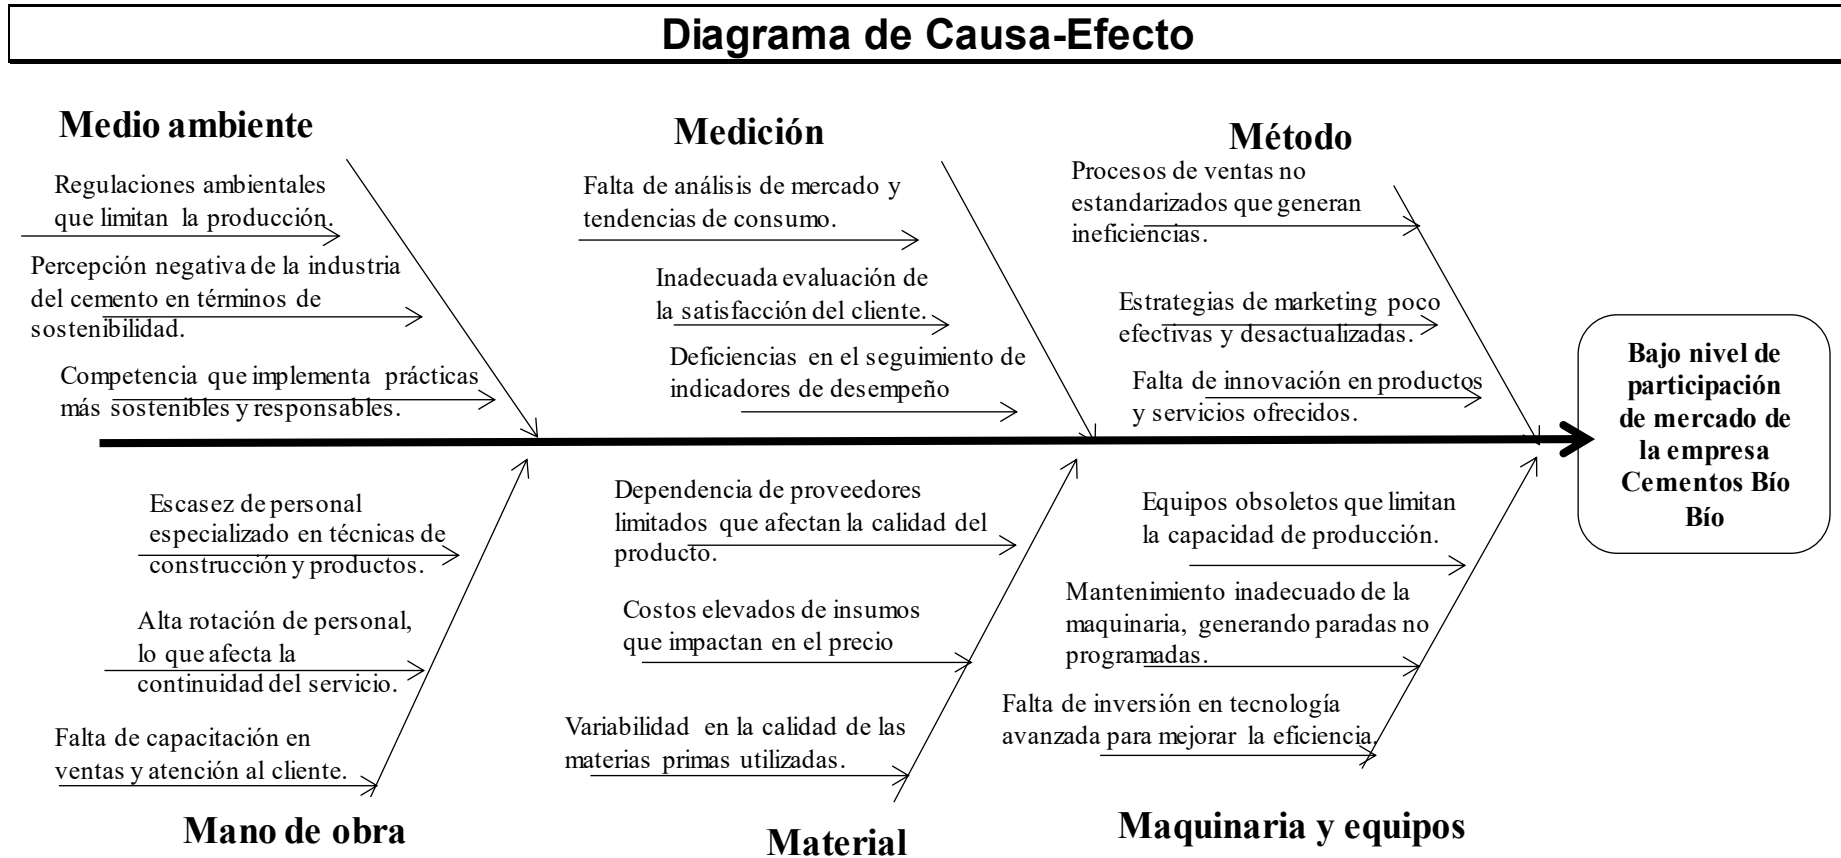 Diagrama de Causa-Efecto
Medio ambiente
Regulaciones ambientales
que limitan la producción.
Percepción negativa de la industria
del cemento en términos de
sostenibilidad.
Competencia que implementa prácticas
más sostenibles y responsables.
Medición
Falta de análisis de mercado y
tendencias de consumo.
Inadecuada evaluación de
la satisfacción del cliente.
Deficiencias en el seguimiento de
indicadores de desempeño
Método
Procesos de ventas no
estandarizados que generan
ineficiencias.
Estrategias de marketing poco
efectivas y desactualizadas.
Falta de innovación en productos
y servicios ofrecidos.
Bajo nivel de
participación
de mercado de
la empresa
Cementos Bío
Bío
Escasez de personal
especializado en técnicas de
construcción y productos.
Alta rotación de personal,
lo que afecta la
continuidad del servicio.
Falta de capacitación en
ventas y atención al cliente.
Mano de obra
Dependencia de proveedores
limitados que afectan la calidad del
producto.
Costos elevados de insumos
que impactan en el precio
Variabilidad en la calidad de las
materias primas utilizadas.
Material
Equipos obsoletos que limitan
la capacidad de producción.
Mantenimiento inadecuado de la
maquinaria, generando paradas no
programadas.
Falta de inversión en tecnología
avanzada para mejorar la eficiencia.
Maquinaria y equipos